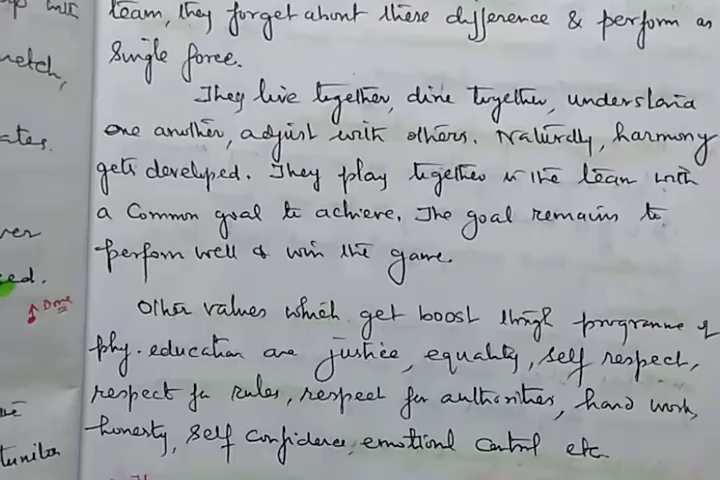 team, they forget about these difference & perform as
single force.
They live together, dine together, understand
one another, adjust with others. Naturally, harmony
gets developed. They play together in the team with
a common goal to achieve. The goal remains to
perform well & win the game.
Other values which get boost through programme of
phy. education are justice, equality, self respect,
respect for rules, respect for authorities, hard work,
honesty, self confidence, emotional control etc.
ed.
Done